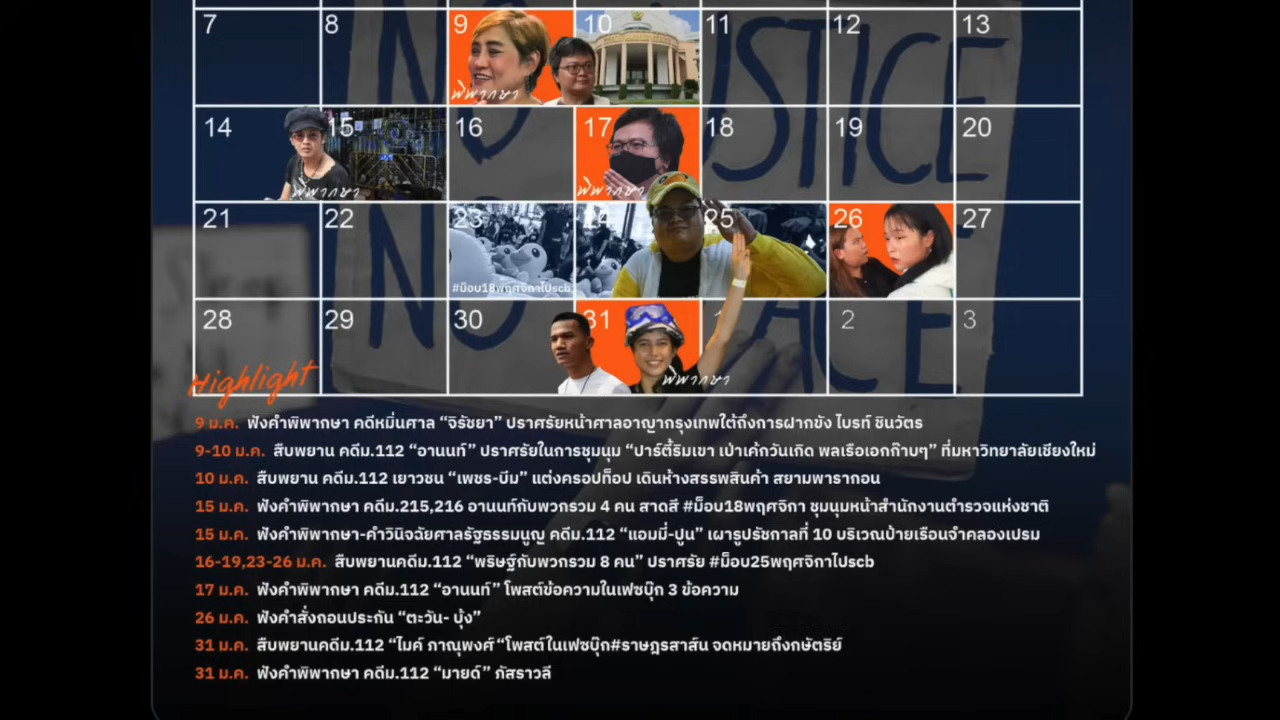 7 8 9 10 11 12 13
พิพากษา
14 15 16 17 18 19 20
พิพากษา พิพากษา
21 22 23 24 25 26 27
#ม็อบ18พฤศจิกาไปscb
28 29 30 31 1 2 3
พิพากษา
Highlight
NO JUSTICE
NO PEACE
9 ม.ค. ฟังคำพิพากษา คดีหมิ่นศาล “จิรัชยา” ปราศรัยหน้าศาลอาญากรุงเทพใต้ถึงการฝากขัง ไบรท์ ชินวัตร
9-10 ม.ค. สืบพยาน คดีม.112 “อานนท์” ปราศรัยในการชุมนุม “ปาร์ตี้ริมเขา เป่าเค้กวันเกิด พลเรือเอกก๊าบๆ” ที่มหาวิทยาลัยเชียงใหม่
10 ม.ค. สืบพยาน คดีม.112 เยาวชน “เพชร-บีม” แต่งครอปท็อป เดินห้างสรรพสินค้า สยามพารากอน
15 ม.ค. ฟังคำพิพากษา คดีม.215,216 อานนท์กับพวกรวม 4 คน สาดสี #ม็อบ18พฤศจิกา ชุมนุมหน้าสำนักงานตำรวจแห่งชาติ
15 ม.ค. ฟังคำพิพากษา-คำวินิจฉัยศาลรัฐธรรมนูญ คดีม.112 “แอมมี่-ปูน” เผารูปรัชกาลที่ 10 บริเวณป้ายเรือนจำคลองเปรม
16-19,23-26 ม.ค. สืบพยานคดีม.112 “พริษฐ์กับพวกรวม 8 คน” ปราศรัย #ม็อบ25พฤศจิกาไปscb
17 ม.ค. ฟังคำพิพากษา คดีม.112 “อานนท์” โพสต์ข้อความในเฟซบุ๊ก 3 ข้อความ
26 ม.ค. ฟังคำสั่งถอนประกัน “ตะวัน- บุ้ง”
31 ม.ค. สืบพยานคดีม.112 “ไมค์ ภาณุพงศ์ “โพสต์ในเฟซบุ๊ก#ราษฎรสาส์น จดหมายถึงกษัตริย์
31 ม.ค. ฟังคำพิพากษา คดีม.112 “มายด์” ภัสราวลี